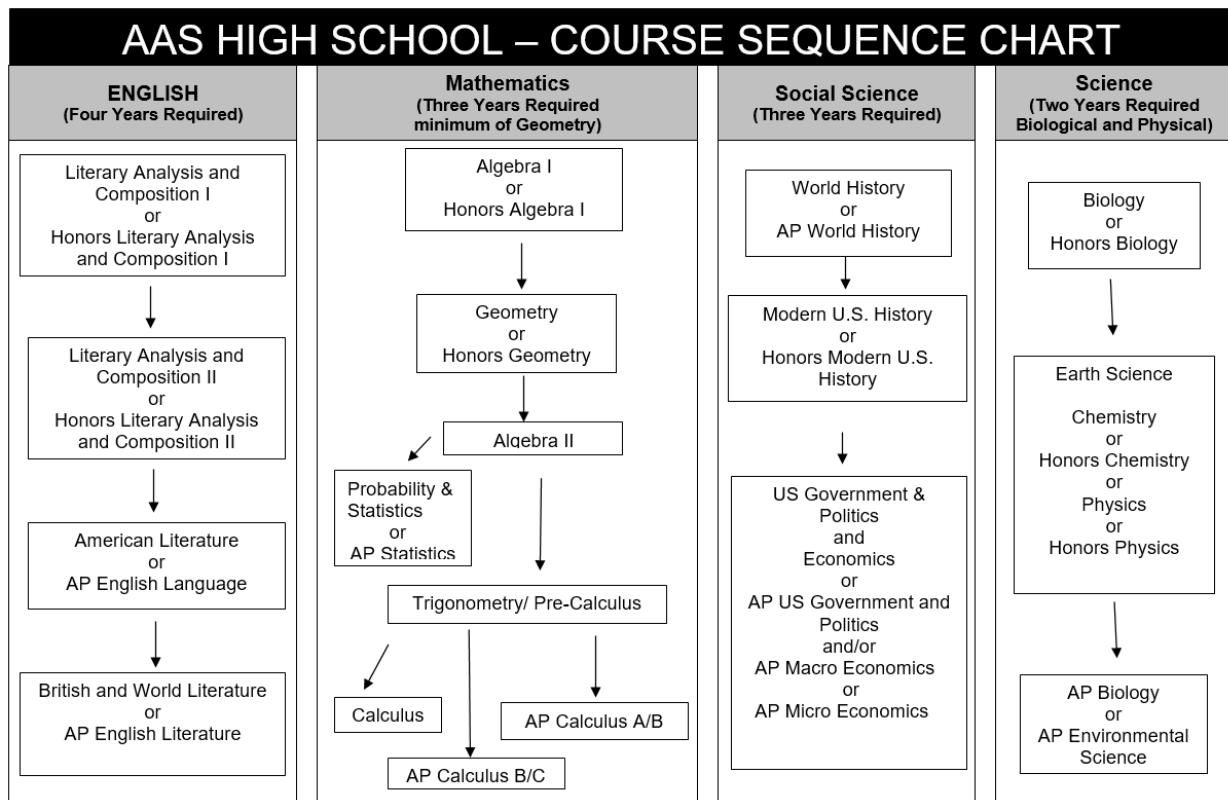 AAS HIGH SCHOOL – COURSE SEQUENCE CHART
ENGLISH
(Four Years Required)
Literary Analysis and
Composition I
or
Honors Literary Analysis
and Composition I
Literary Analysis and
Composition II
or
Honors Literary Analysis
and Composition II
American Literature
or
AP English Language
British and World Literature
or
AP English Literature
Mathematics
(Three Years Required
minimum of Geometry)
Algebra I
or
Honors Algebra I
Geometry
or
Honors Geometry
Algebra II
Probability &
Statistics
or
AP Statistics
Trigonometry/ Pre-Calculus
Calculus
AP Calculus A/B
AP Calculus B/C
Social Science
(Three Years Required)
World History
or
AP World History
Modern U.S. History
or
Honors Modern U.S.
History
US Government &
Politics
and
Economics
or
AP US Government and
Politics
and/or
AP Macro Economics
or
AP Micro Economics
Science
(Two Years Required
Biological and Physical)
Biology
or
Honors Biology
Earth Science
Chemistry
or
Honors Chemistry
or
Physics
or
Honors Physics
AP Biology
or
AP Environmental
Science